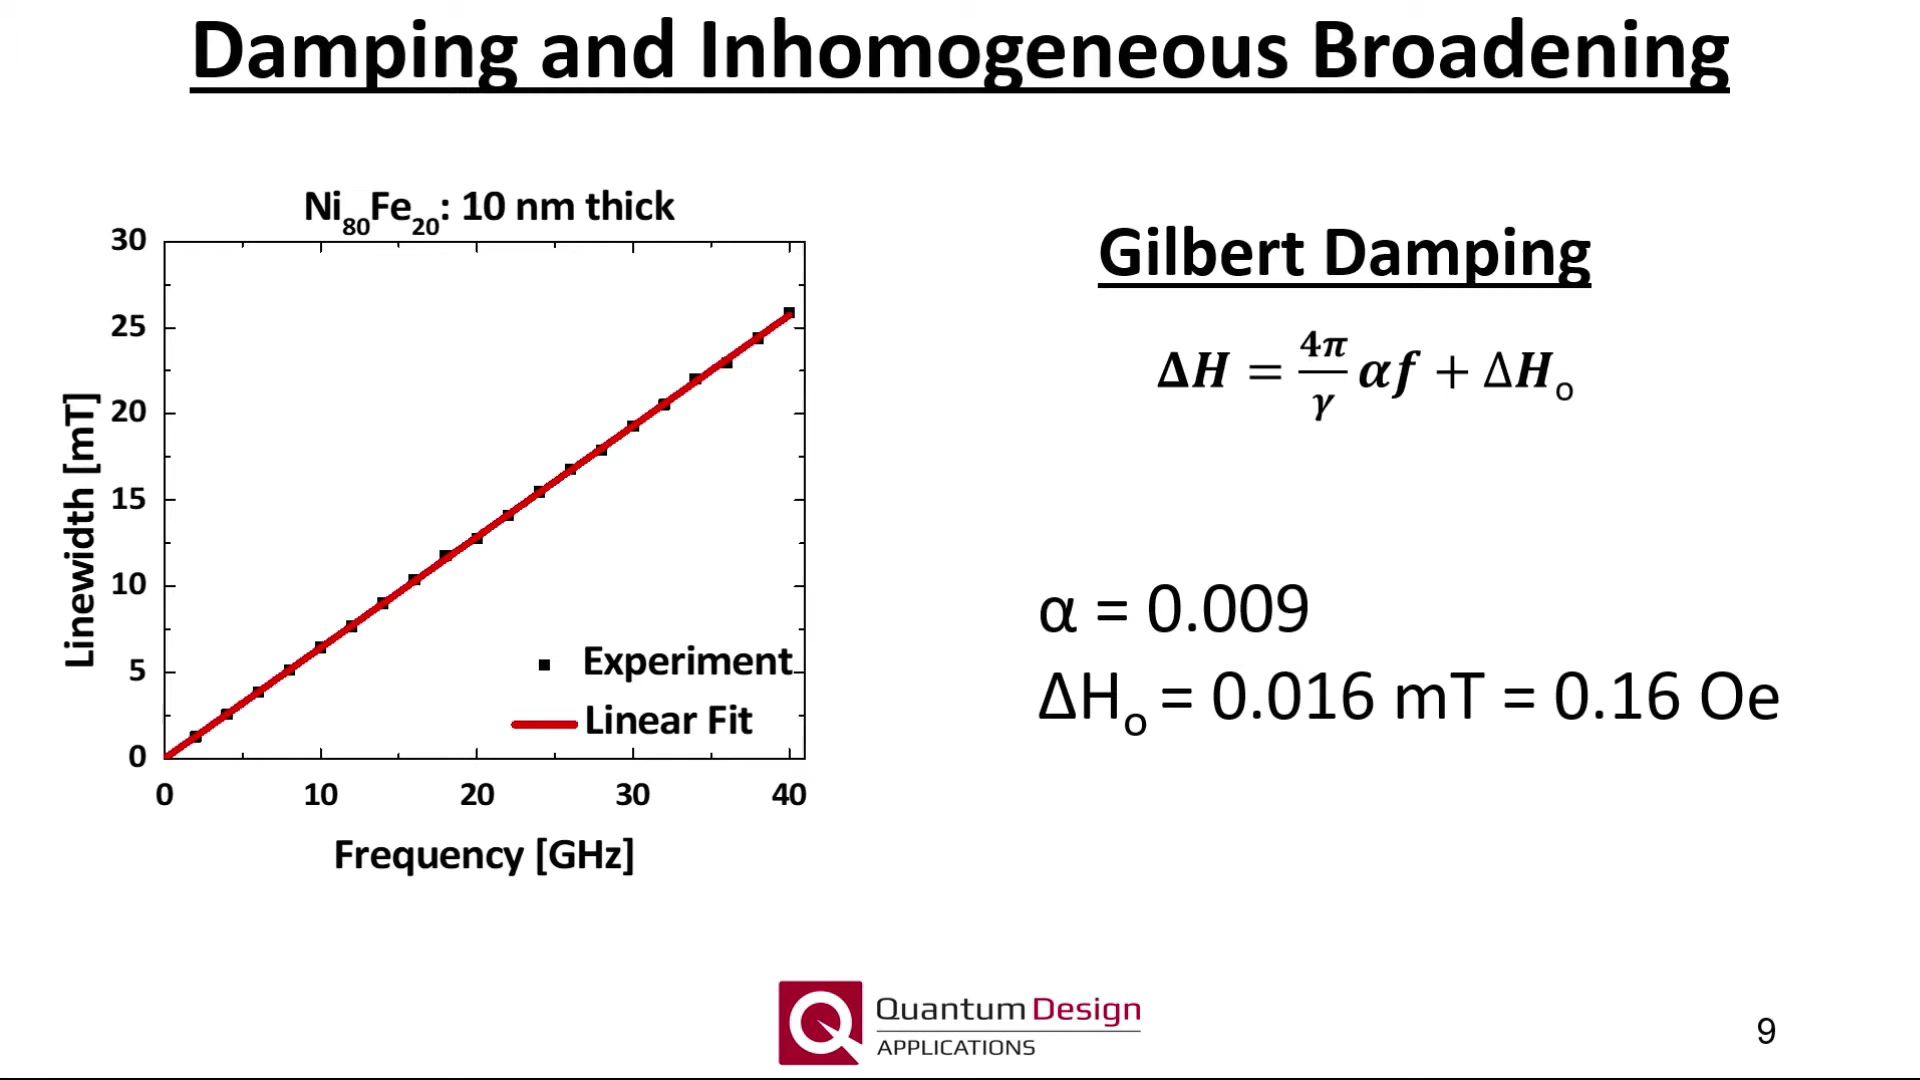 Damping and Inhomogeneous Broadening
Ni80Fe20: 10 nm thick
30
25
20
15
10
5
0
Linewidth [mT]
Experiment
Linear Fit
0 10 20 30 40
Frequency [GHz]
Gilbert Damping
ΔH = 4π/γ αf + ΔHo
α = 0.009
ΔHo = 0.016 mT = 0.16 Oe
Quantum Design
APPLICATIONS
9